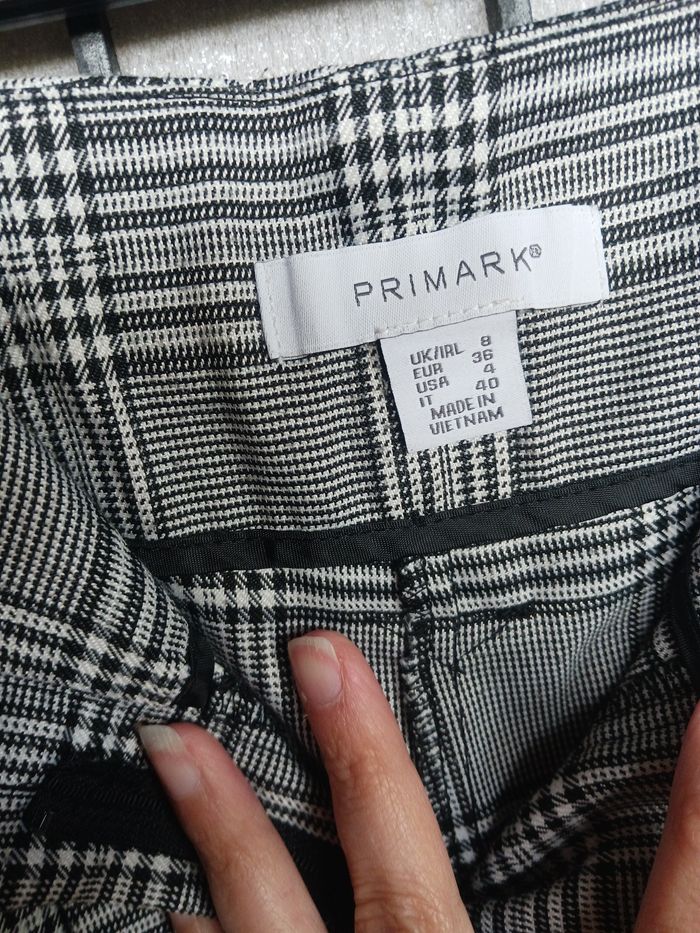 PRIMARK®
UK/IRL 8
EUR 36
USA 4
IT 40
MADE IN
VIETNAM